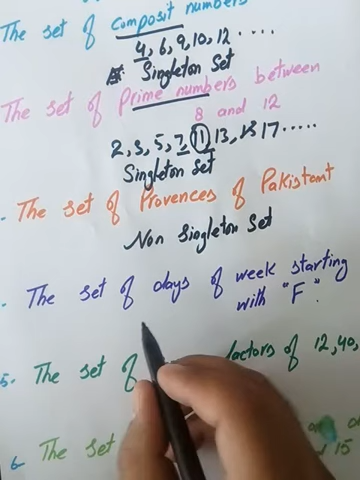 The set of composit numbers
4, 6, 9, 10, 12 ....
Singleton Set
The set of Prime numbers between
8 and 12
2, 3, 5, 7, 11, 13, 15 17.....
Singleton Set
- The set of Provences of Pakistant
Non Singleton Set
- The set of days of week starting
with "F".
5. The set of factors of 12, 40,
6- The set
15